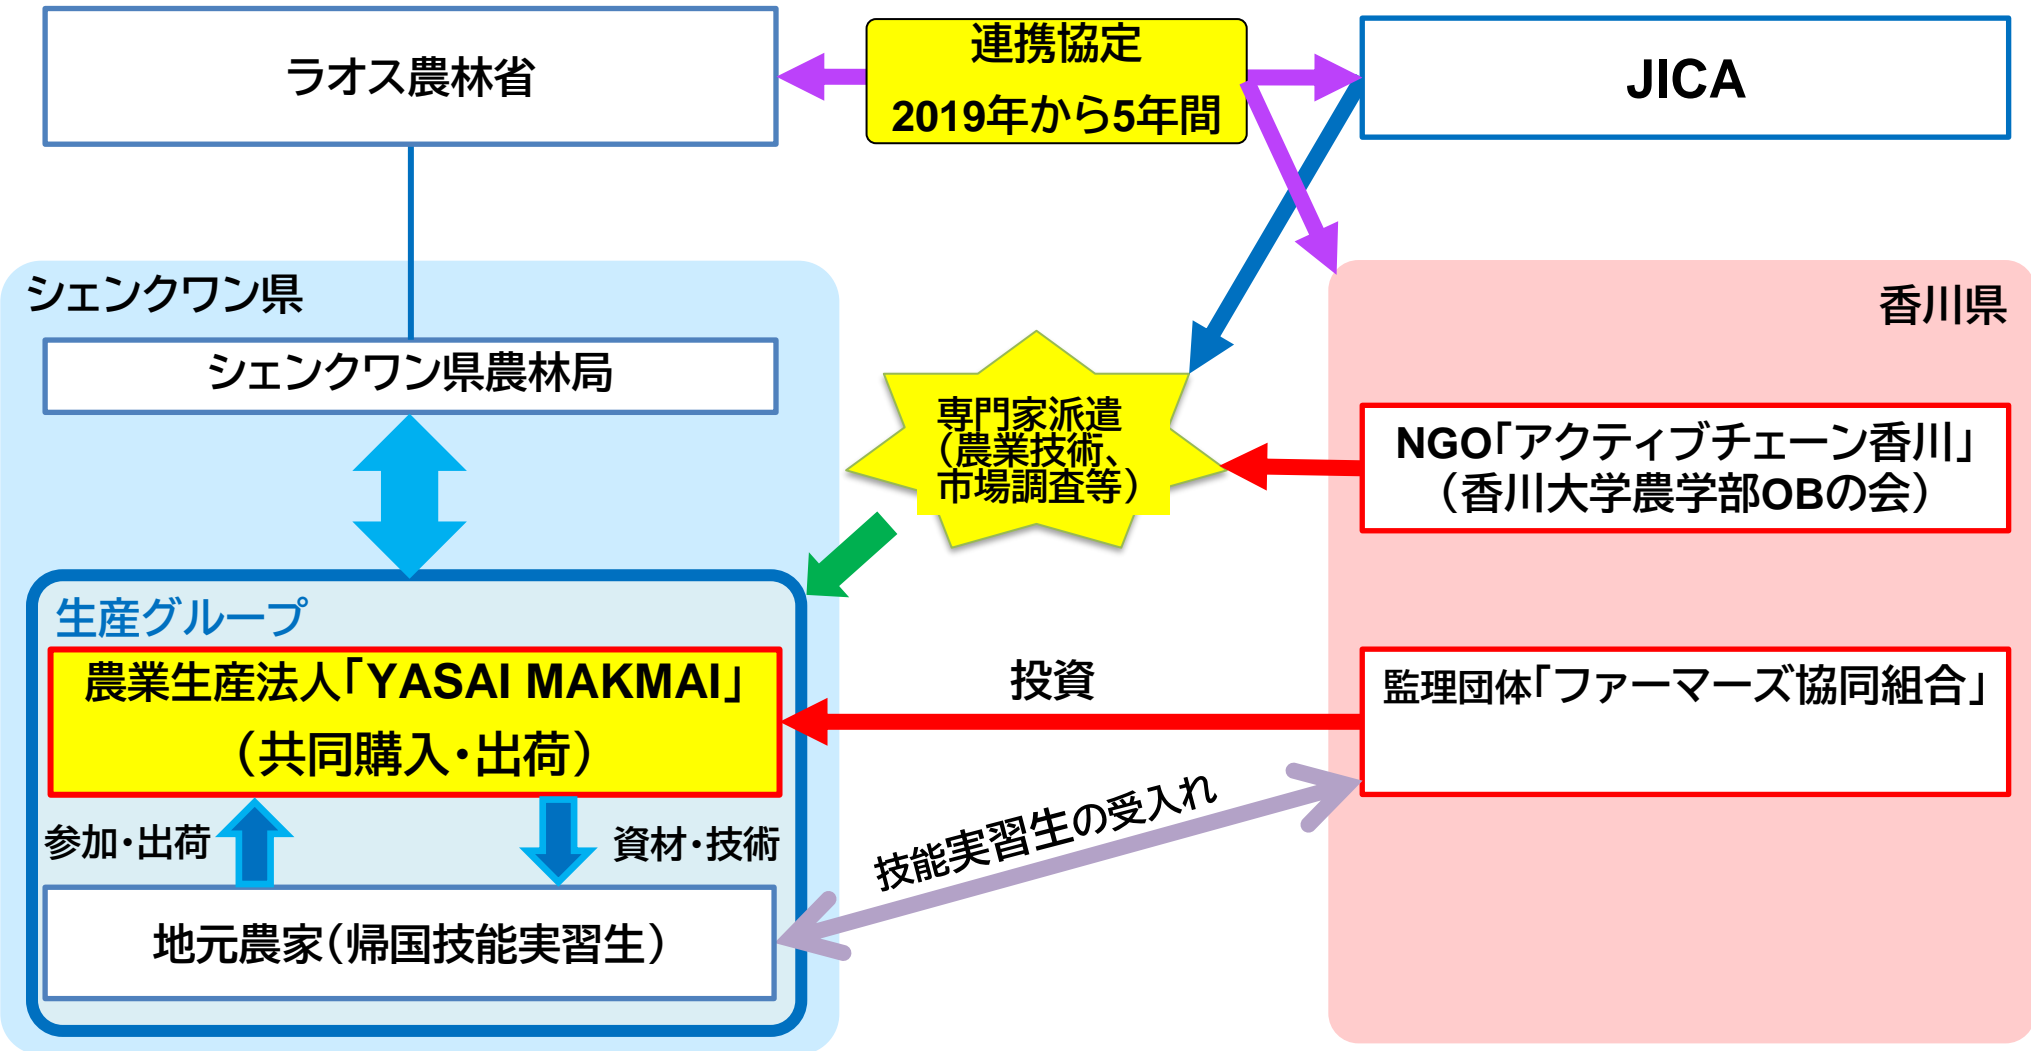 ラオス農林省
連携協定
2019年から5年間
JICA
シェンクワン県
香川県
シェンクワン県農林局
専門家派遣
（農業技術、
市場調査等）
NGO「アクティブチェーン香川」
（香川大学農学部OBの会）
生産グループ
農業生産法人「YASAI MAKMAI」
（共同購入・出荷）
投資
監理団体「ファーマーズ協同組合」
参加・出荷
資材・技術
技能実習生の受入れ
地元農家（帰国技能実習生）